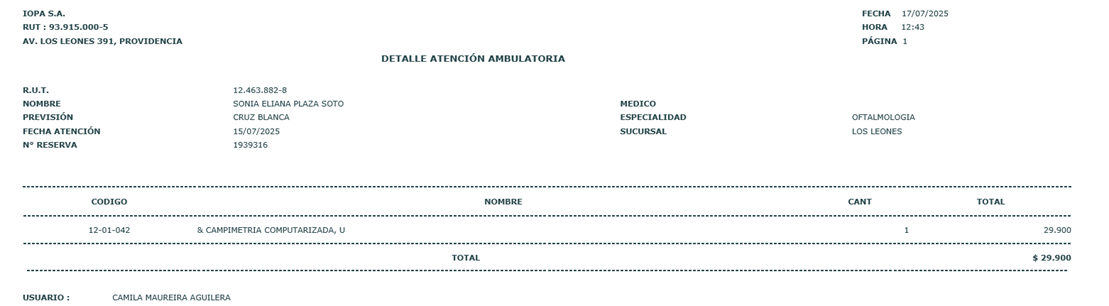 IOPA S.A. FECHA 17/07/2025
RUT : 93.915.000-5 HORA 12:43
AV. LOS LEONES 391, PROVIDENCIA PÁGINA 1
DETALLE ATENCIÓN AMBULATORIA
R.U.T. 12.463.882-8
NOMBRE SONIA ELIANA PLAZA SOTO MEDICO
PREVISIÓN CRUZ BLANCA ESPECIALIDAD OFTALMOLOGIA
FECHA ATENCIÓN 15/07/2025 SUCURSAL LOS LEONES
N° RESERVA 1939316
CODIGO NOMBRE CANT TOTAL
12-01-042 & CAMPIMETRIA COMPUTARIZADA, U 1 29.900
TOTAL $ 29.900
USUARIO : CAMILA MAUREIRA AGUILERA